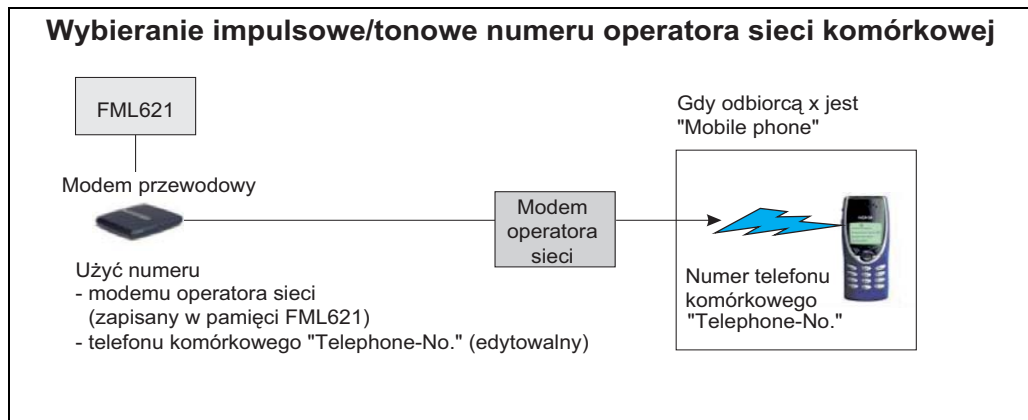 Wybieranie impulsowe/tonowe numeru operatora sieci komórkowej
FML621
Modem przewodowy
Użyć numeru
- modemu operatora sieci
(zapisany w pamięci FML621)
- telefonu komórkowego "Telephone-No." (edytowalny)
Modem
operatora
sieci
Gdy odbiorcą x jest
"Mobile phone"
Numer telefonu
komórkowego
"Telephone-No."